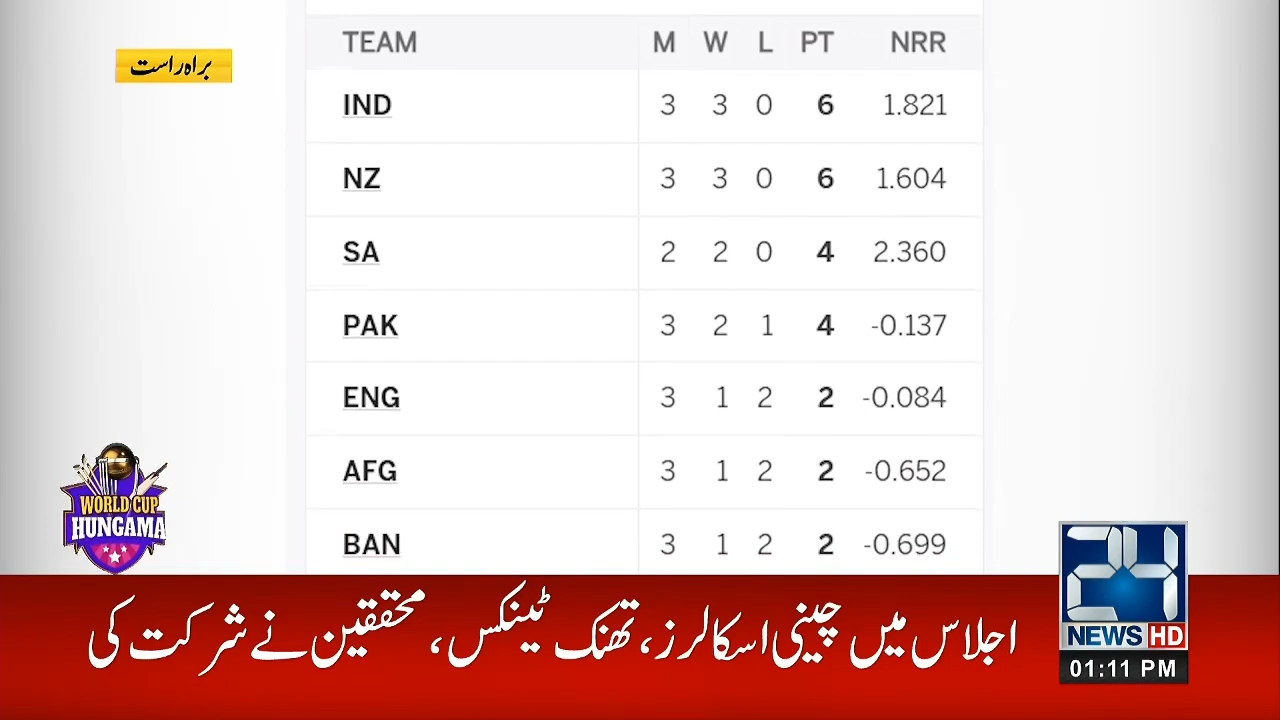 TEAM M W L PT NRR
براہ راست
IND 3 3 0 6 1.821
NZ 3 3 0 6 1.604
SA 2 2 0 4 2.360
PAK 3 2 1 4 -0.137
ENG 3 1 2 2 -0.084
AFG 3 1 2 2 -0.652
BAN 3 1 2 2 -0.699
WORLD CUP
HUNGAMA
24
NEWS HD
01:11 PM
اجلاس میں چینی اسکالرز، تھنک ٹینکس، محققین نے شرکت کی